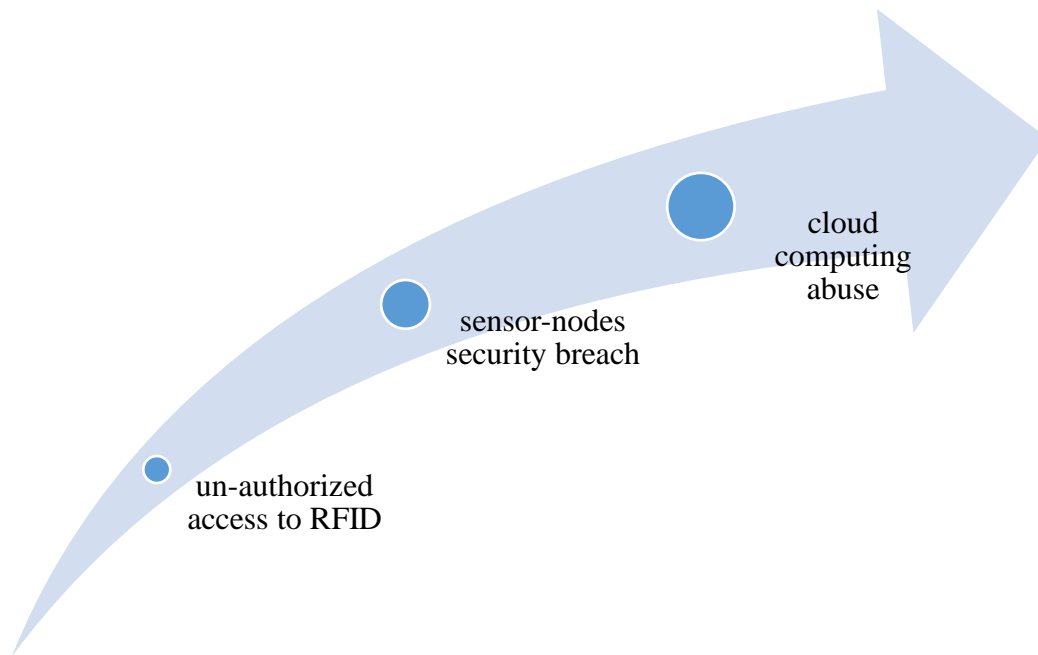 cloud
computing
abuse
sensor-nodes
security breach
un-authorized
access to RFID